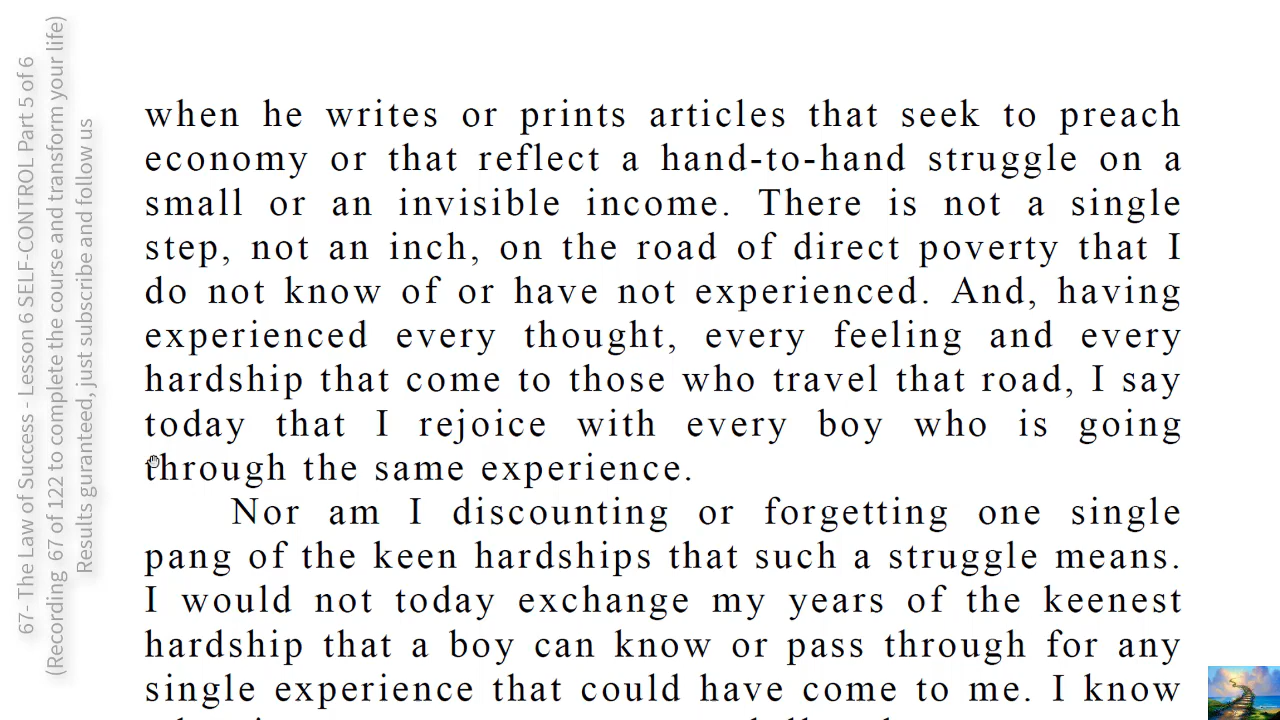 67- The Law of Success - Lesson 6 SELF-CONTROL Part 5 of 6
(Recording 67 of 122 to complete the course and transform your life)
Results guranteed, just subscribe and follow us
when he writes or prints articles that seek to preach
economy or that reflect a hand-to-hand struggle on a
small or an invisible income. There is not a single
step, not an inch, on the road of direct poverty that I
do not know of or have not experienced. And, having
experienced every thought, every feeling and every
hardship that come to those who travel that road, I say
today that I rejoice with every boy who is going
through the same experience.
Nor am I discounting or forgetting one single
pang of the keen hardships that such a struggle means.
I would not today exchange my years of the keenest
hardship that a boy can know or pass through for any
single experience that could have come to me. I know